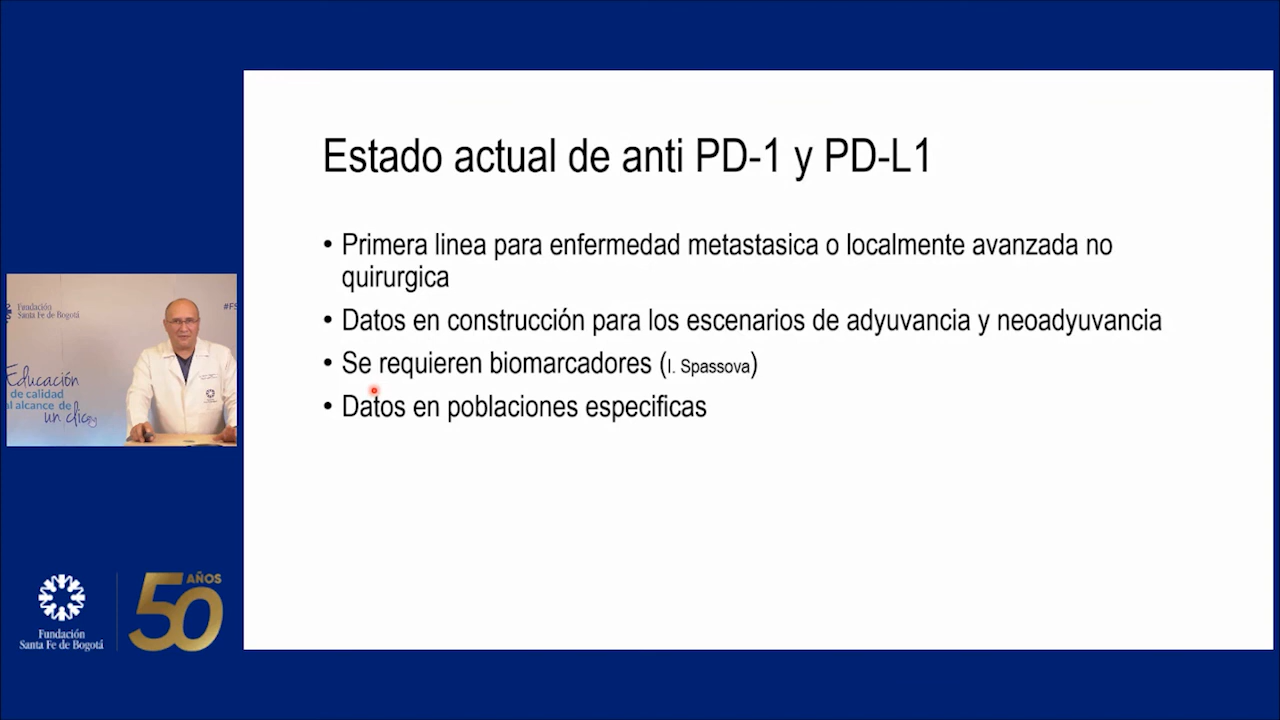 Estado actual de anti PD-1 y PD-L1
• Primera linea para enfermedad metastasica o localmente avanzada no
quirurgica
• Datos en construcción para los escenarios de adyuvancia y neoadyuvancia
• Se requieren biomarcadores (I. Spassova)
• Datos en poblaciones especificas
Fundación
Santa Fe de Bogotá
#FS
Educación
de calidad
al alcance de
un clic
Fundación
Santa Fe de Bogotá
50 AÑOS